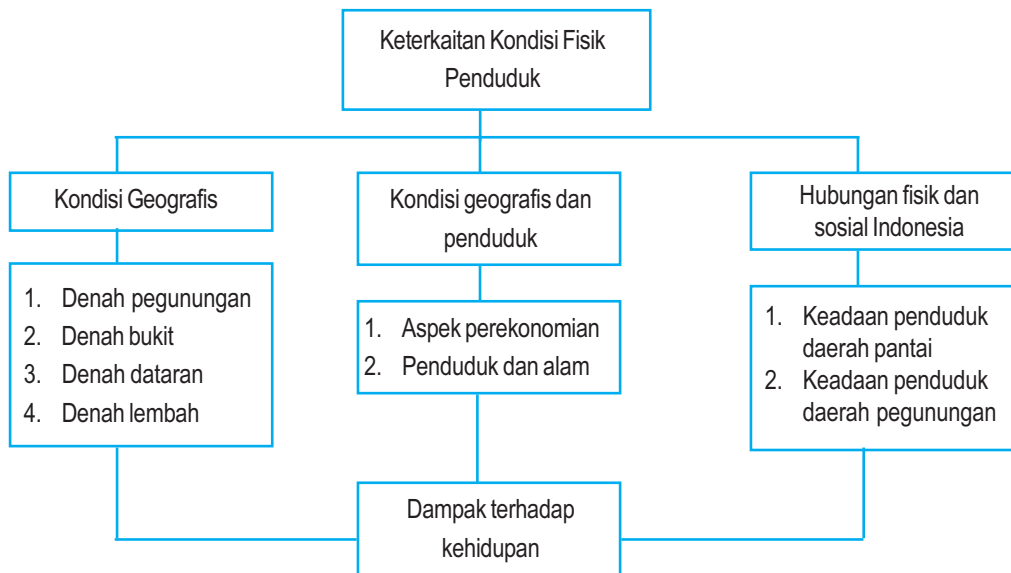 Keterkaitan Kondisi Fisik
Penduduk
Kondisi Geografis
Kondisi geografis dan
penduduk
Hubungan fisik dan
sosial Indonesia
1. Denah pegunungan
2. Denah bukit
3. Denah dataran
4. Denah lembah
1. Aspek perekonomian
2. Penduduk dan alam
1. Keadaan penduduk
daerah pantai
2. Keadaan penduduk
daerah pegunungan
Dampak terhadap
kehidupan